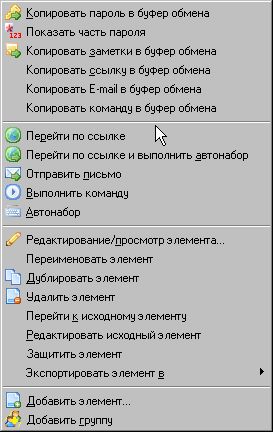 Копировать пароль в буфер обмена
Показать часть пароля
Копировать заметки в буфер обмена
Копировать ссылку в буфер обмена
Копировать E-mail в буфер обмена
Копировать команду в буфер обмена
Перейти по ссылке
Перейти по ссылке и выполнить автонабор
Отправить письмо
Выполнить команду
Автонабор
Редактирование/просмотр элемента...
Переименовать элемент
Дублировать элемент
Удалить элемент
Перейти к исходному элементу
Редактировать исходный элемент
Защитить элемент
Экспортировать элемент в
Добавить элемент...
Добавить группу